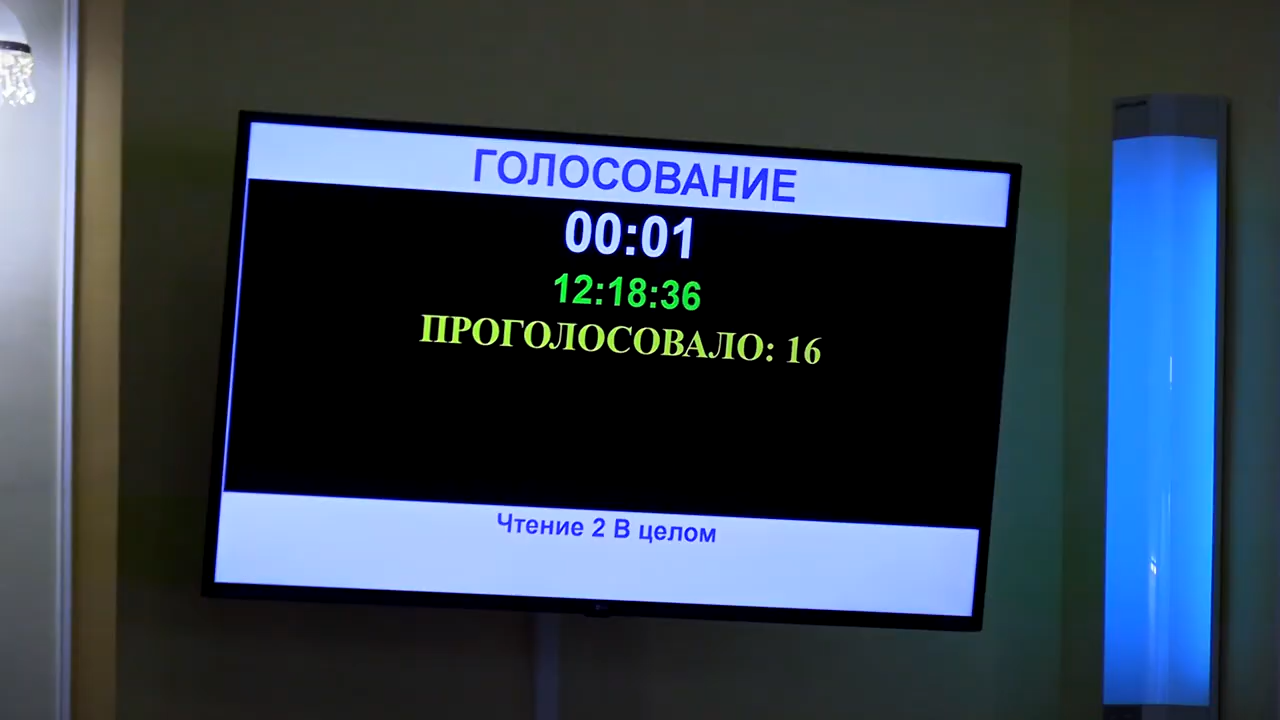 ГОЛОСОВАНИЕ
00:01
12:18:36
ПРОГОЛОСОВАЛО: 16
Чтение 2 В целом